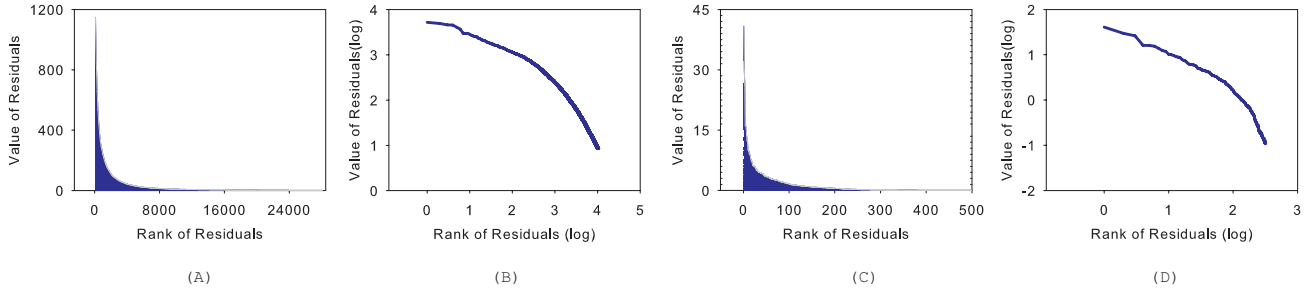 Value of Residuals
1200
800
400
0
0 8000 16000 24000
Rank of Residuals
(A)
Value of Residuals(log)
4
3
2
1
0
0 1 2 3 4 5
Rank of Residuals (log)
(B)
Value of Residuals
45
30
15
0
0 100 200 300 400 500
Rank of Residuals
(C)
Value of Residuals(log)
2
1
0
-1
-2
0 1 2 3
Rank of Residuals (log)
(D)